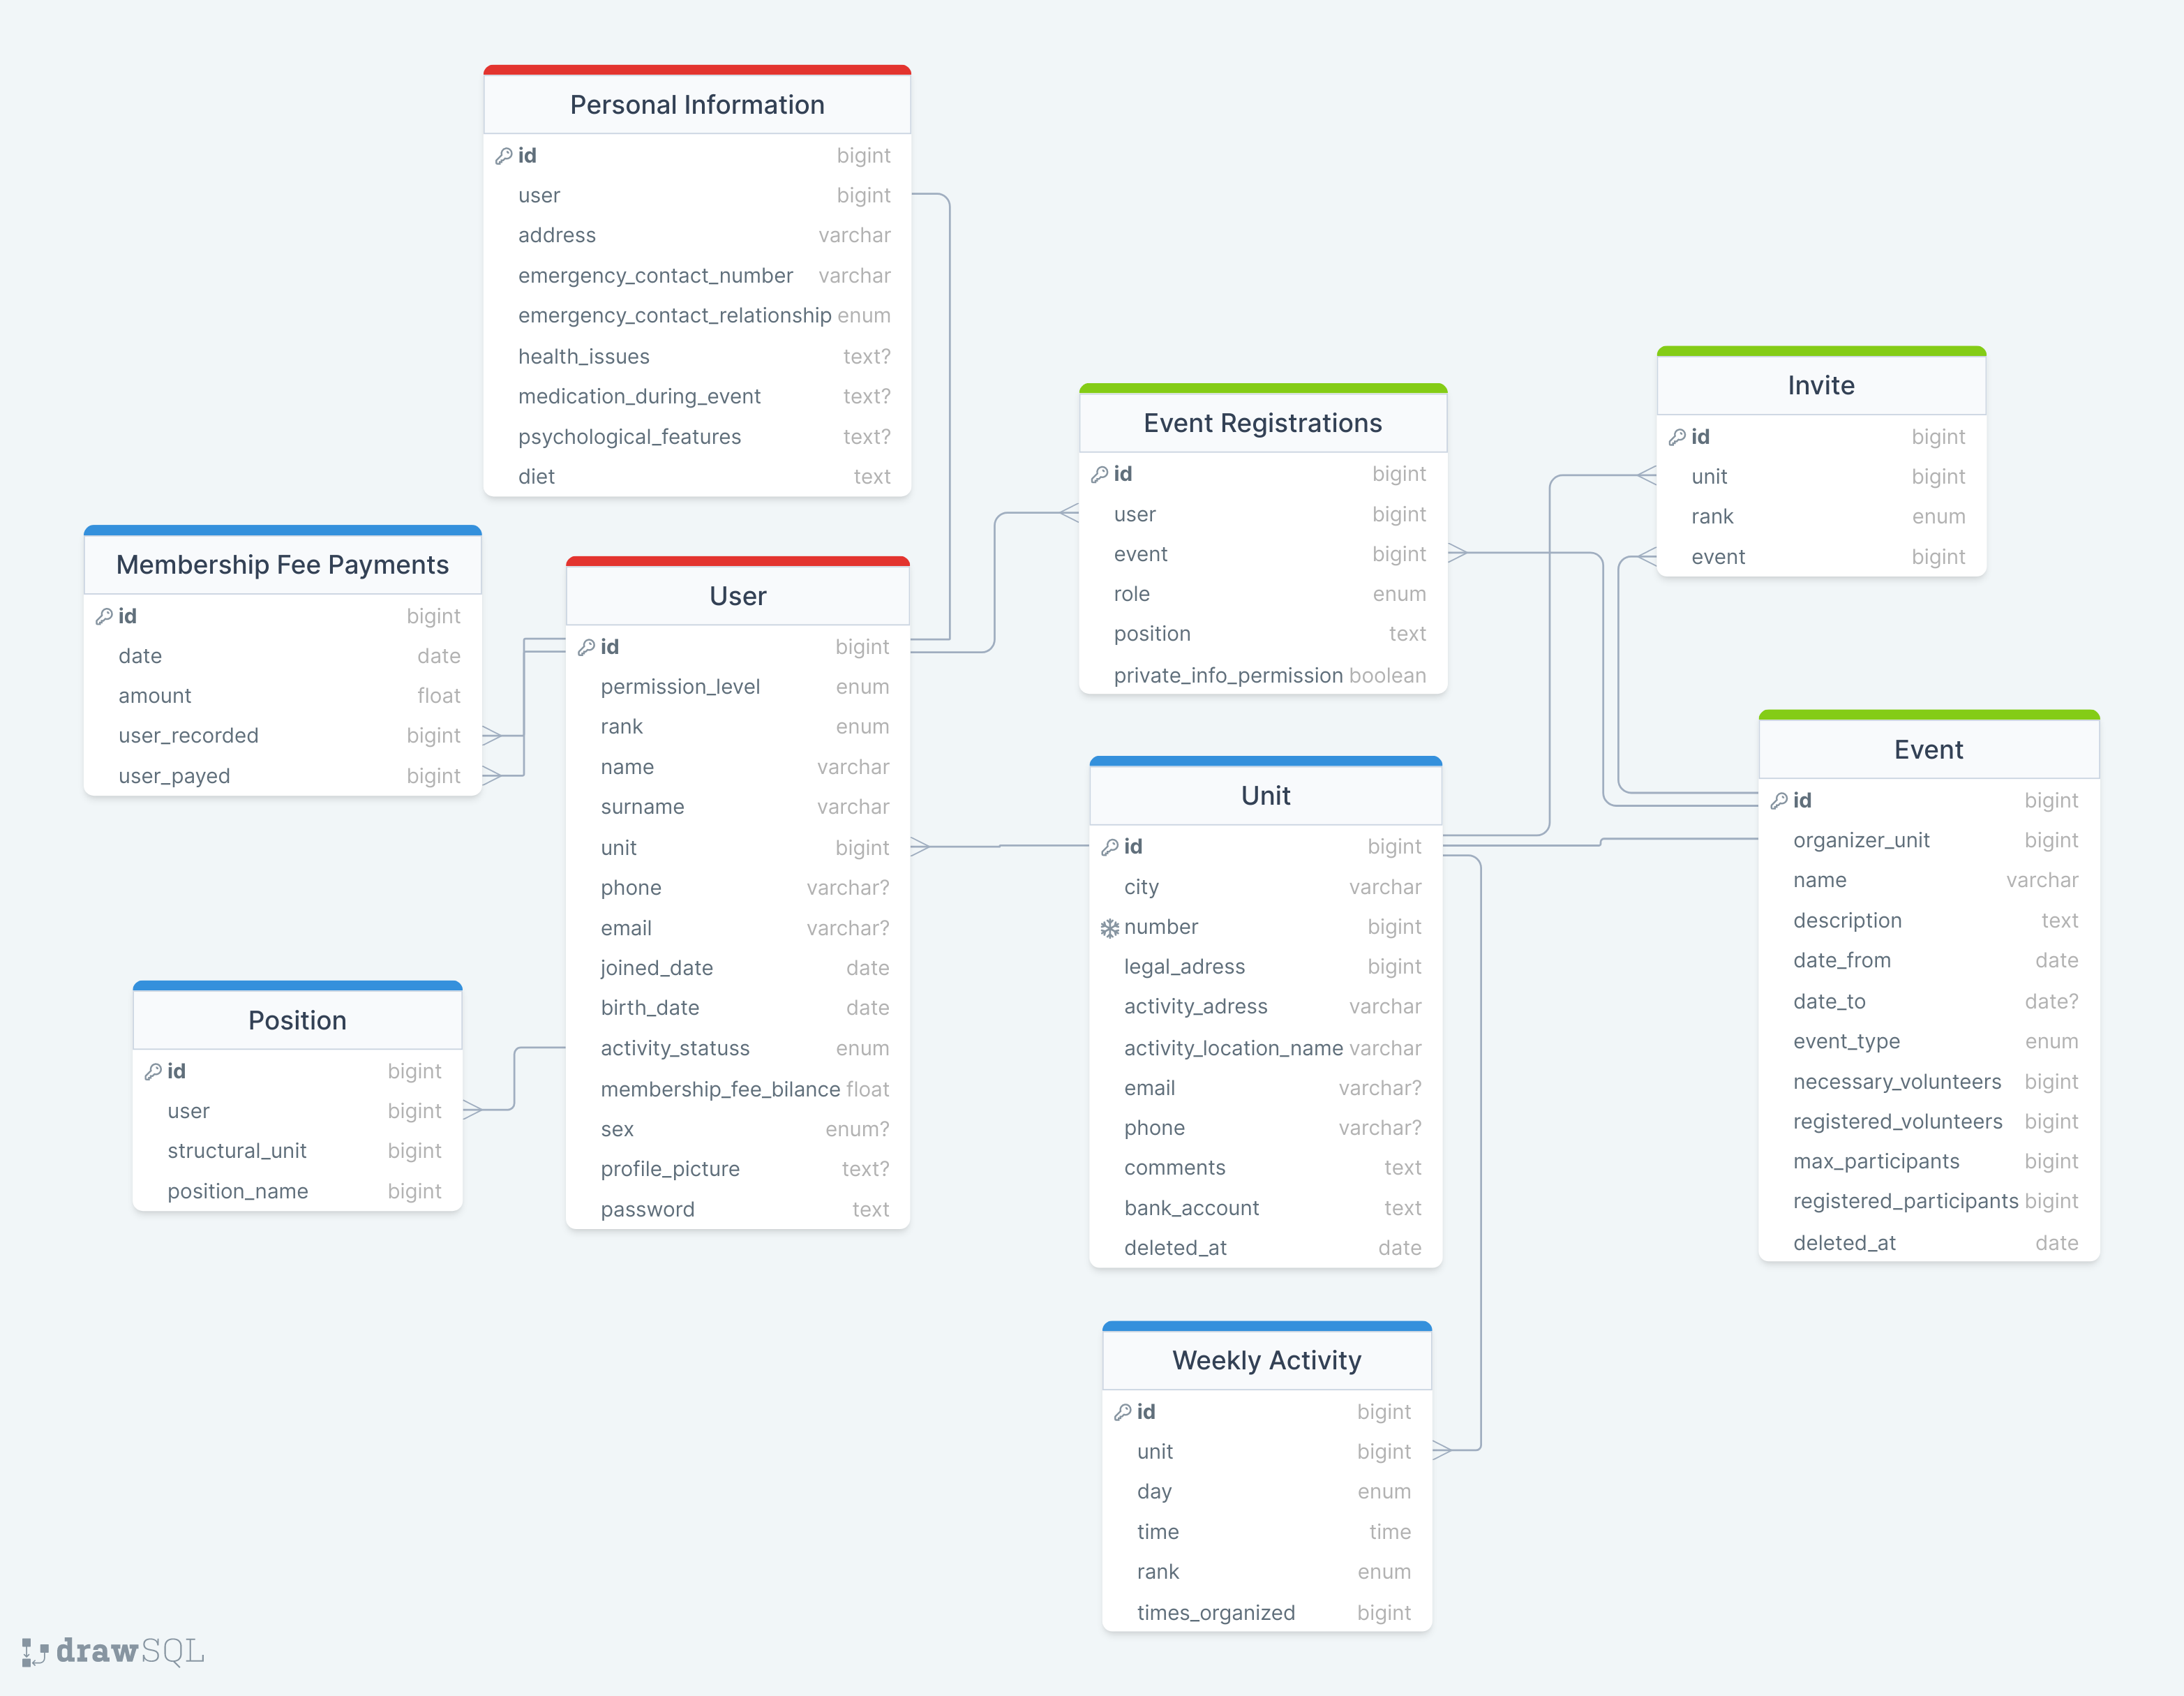 Personal Information
id bigint
user bigint
address varchar
emergency_contact_number varchar
emergency_contact_relationship enum
health_issues text?
medication_during_event text?
psychological_features text?
diet text
Membership Fee Payments
id bigint
date date
amount float
user_recorded bigint
user_payed bigint
User
id bigint
permission_level enum
rank enum
name varchar
surname varchar
unit bigint
phone varchar?
email varchar?
joined_date date
birth_date date
activity_statuss enum
membership_fee_bilance float
sex enum?
profile_picture text?
password text
Position
id bigint
user bigint
structural_unit bigint
position_name bigint
Event Registrations
id bigint
user bigint
event bigint
role enum
position text
private_info_permission boolean
Unit
id bigint
city varchar
number bigint
legal_adress bigint
activity_adress varchar
activity_location_name varchar
email varchar?
phone varchar?
comments text
bank_account text
deleted_at date
Weekly Activity
id bigint
unit bigint
day enum
time time
rank enum
times_organized bigint
Invite
id bigint
unit bigint
rank enum
event bigint
Event
id bigint
organizer_unit bigint
name varchar
description text
date_from date
date_to date?
event_type enum
necessary_volunteers bigint
registered_volunteers bigint
max_participants bigint
registered_participants bigint
deleted_at date
drawSQL